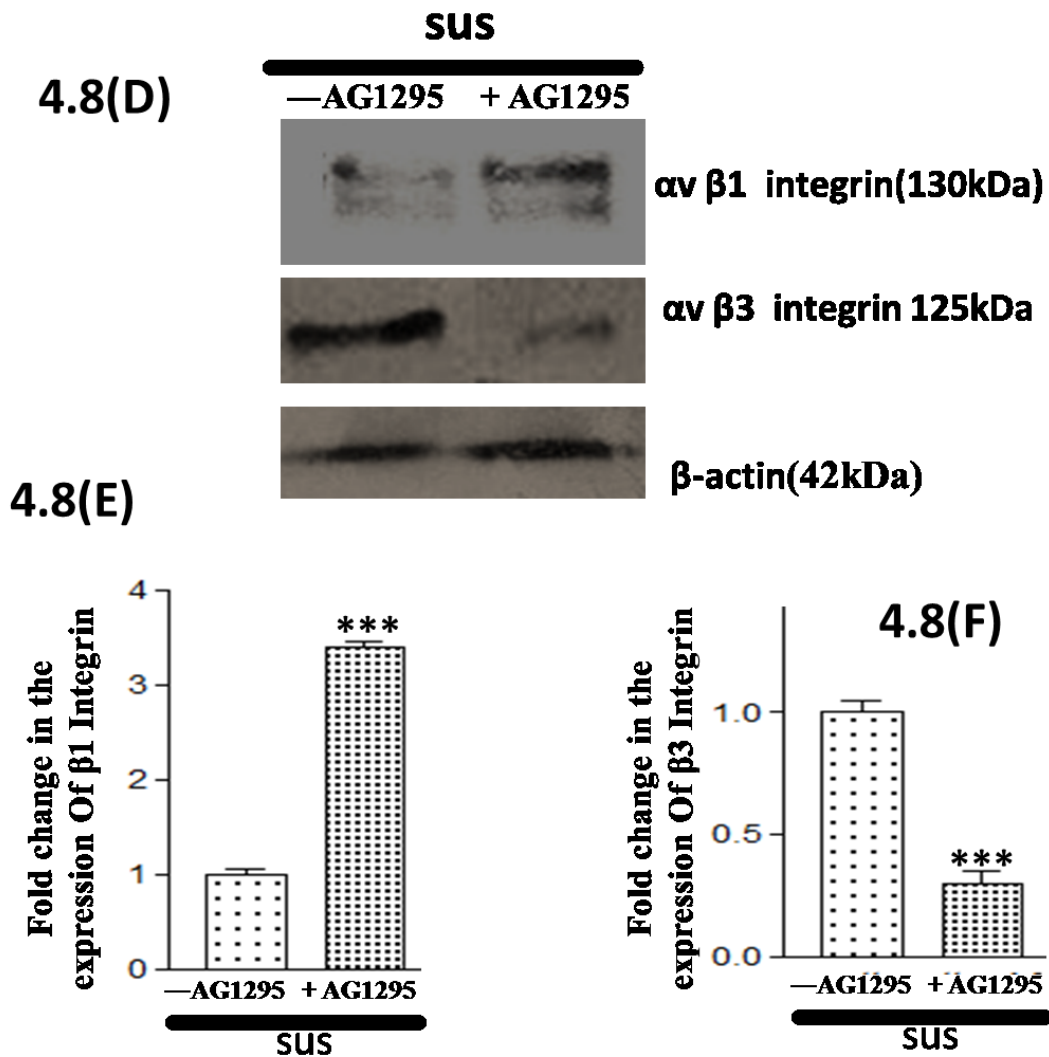 sus
4.8(D)
—AG1295 + AG1295
αv β1 integrin(130kDa)
αv β3 integrin 125kDa
β-actin(42kDa)
4.8(E)
Fold change in the
expression Of β1 Integrin
4
3
2
1
0
***
—AG1295 + AG1295
sus
4.8(F)
Fold change in the
expression Of β3 Integrin
1.0
0.5
0.0
***
—AG1295 + AG1295
sus